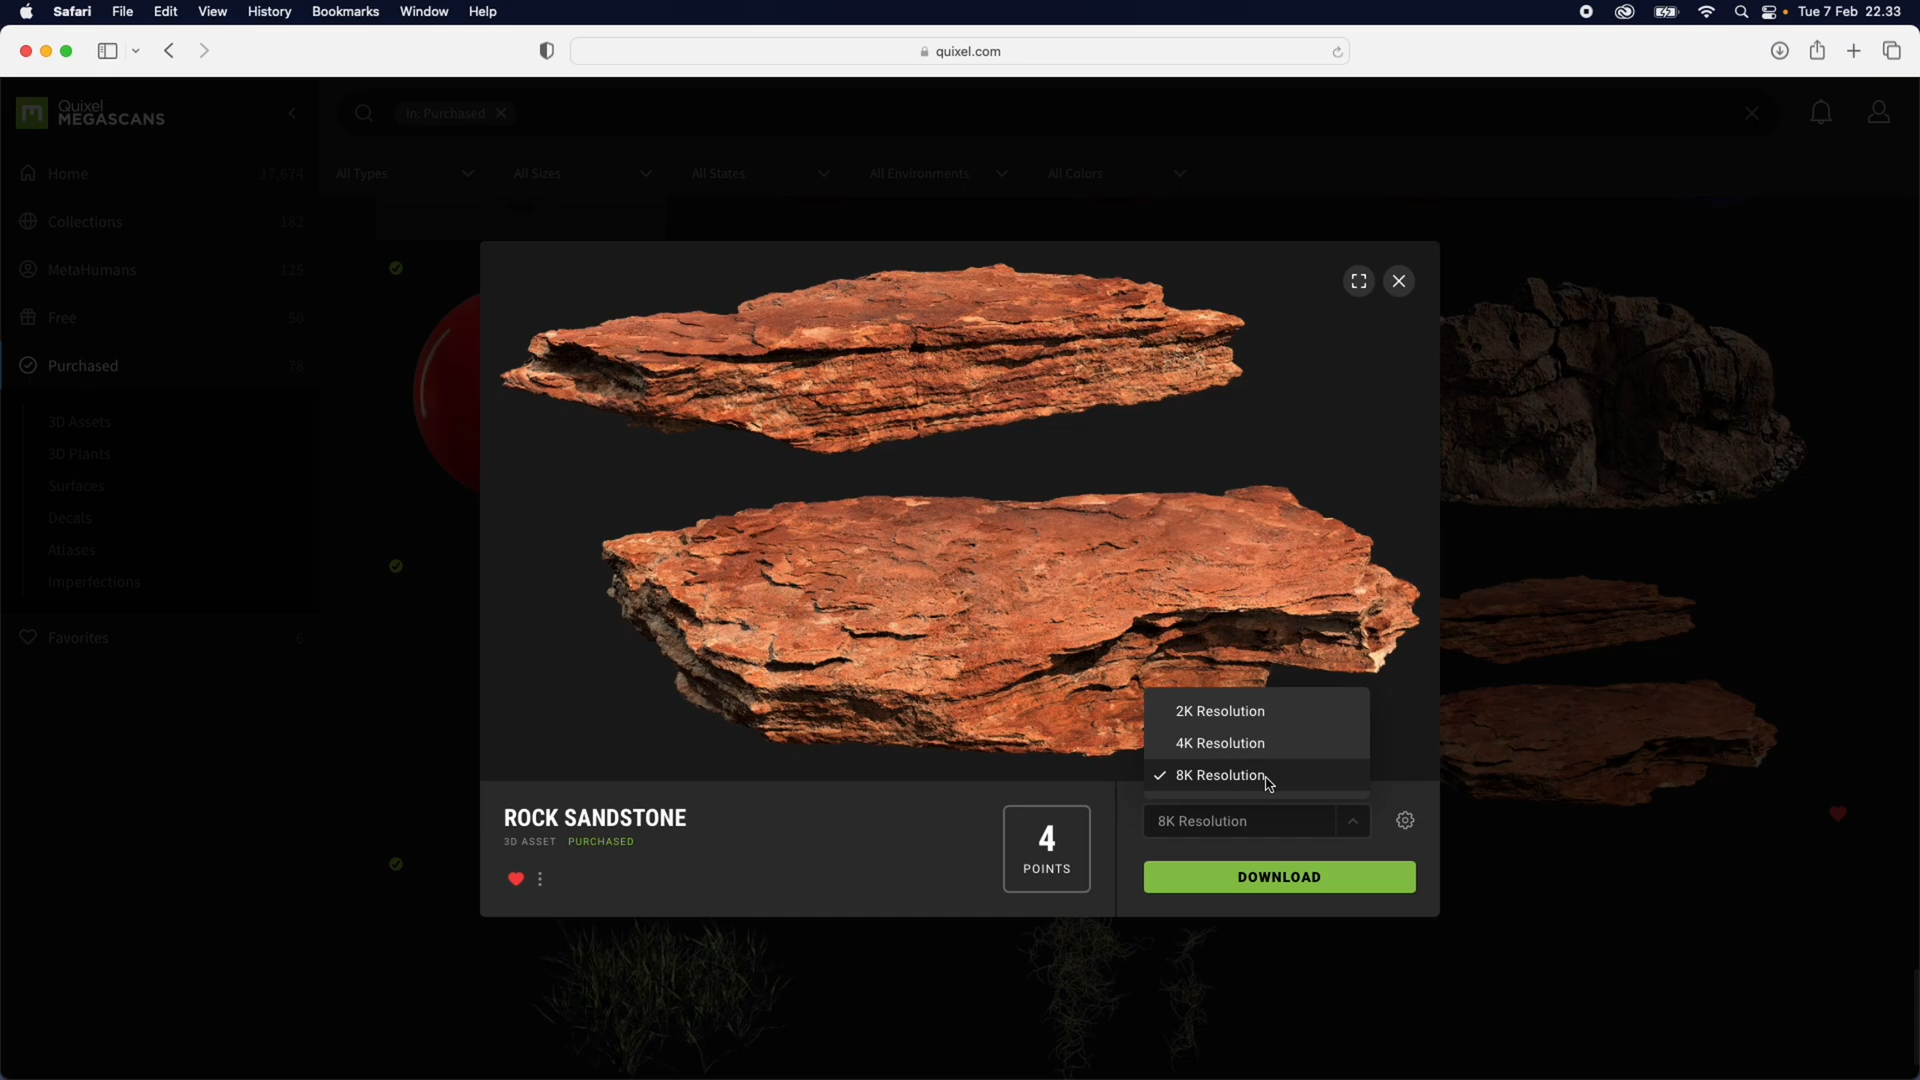 Safari File Edit View History Bookmarks Window Help
Tue 7 Feb 22.33
quixel.com
Quixel
MEGASCANS
In: Purchased
Home 17,674
All Types All Sizes All States All Environments All Colors
Collections 182
MetaHumans 125
Free 50
Purchased 78
3D Assets
3D Plants
Surfaces
Decals
Atlases
Imperfections
Favorites 6
2K Resolution
4K Resolution
8K Resolution
8K Resolution
ROCK SANDSTONE
3D ASSET PURCHASED
4
POINTS
DOWNLOAD